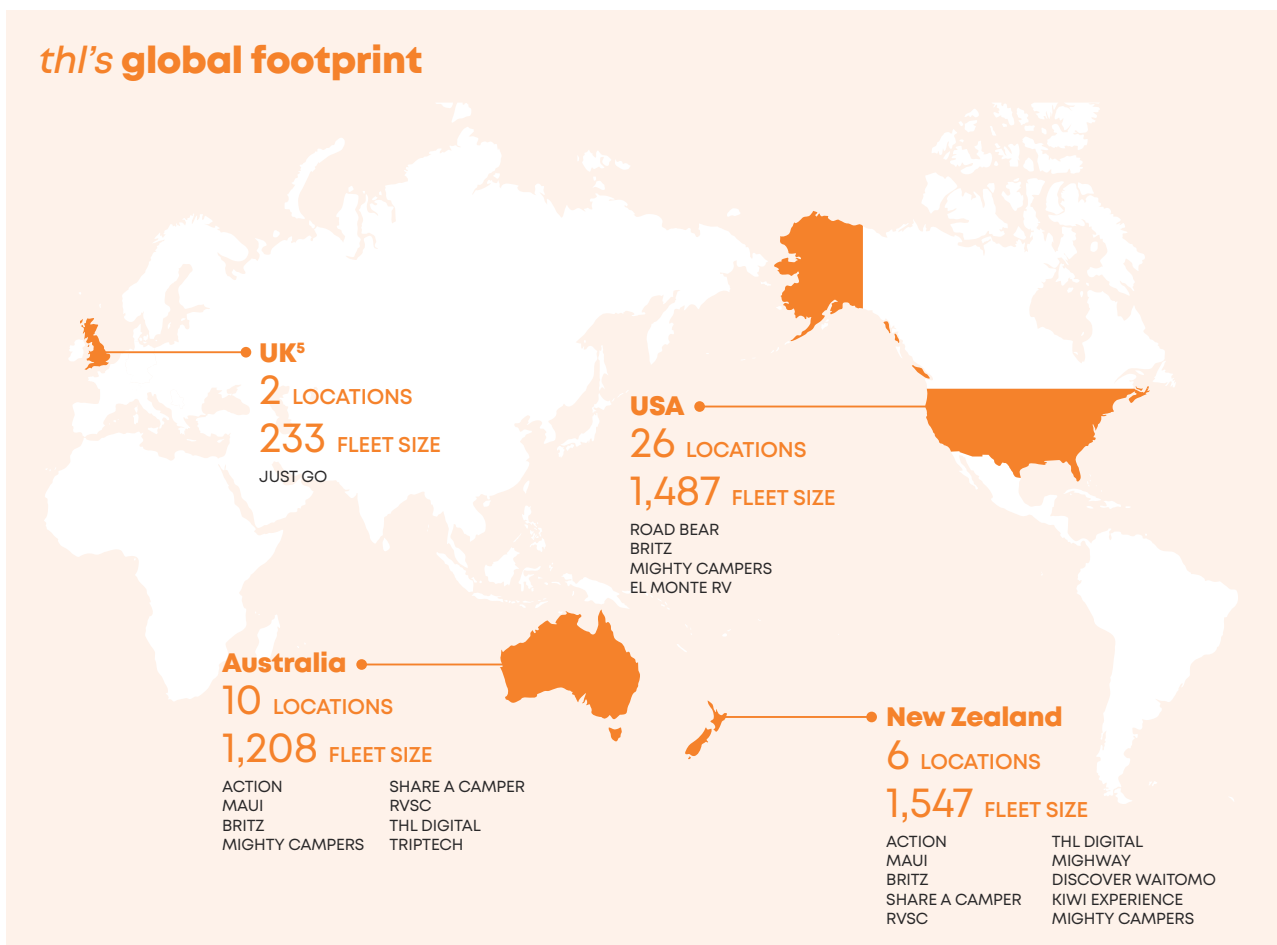 thl's global footprint
UK⁵
2 LOCATIONS
233 FLEET SIZE
JUST GO
USA
26 LOCATIONS
1,487 FLEET SIZE
ROAD BEAR
BRITZ
MIGHTY CAMPERS
EL MONTE RV
Australia
10 LOCATIONS
1,208 FLEET SIZE
ACTION
MAUI
BRITZ
MIGHTY CAMPERS
SHARE A CAMPER
RVSC
THL DIGITAL
TRIPTECH
New Zealand
6 LOCATIONS
1,547 FLEET SIZE
ACTION
MAUI
BRITZ
SHARE A CAMPER
RVSC
THL DIGITAL
MIGHWAY
DISCOVER WAITOMO
KIWI EXPERIENCE
MIGHTY CAMPERS